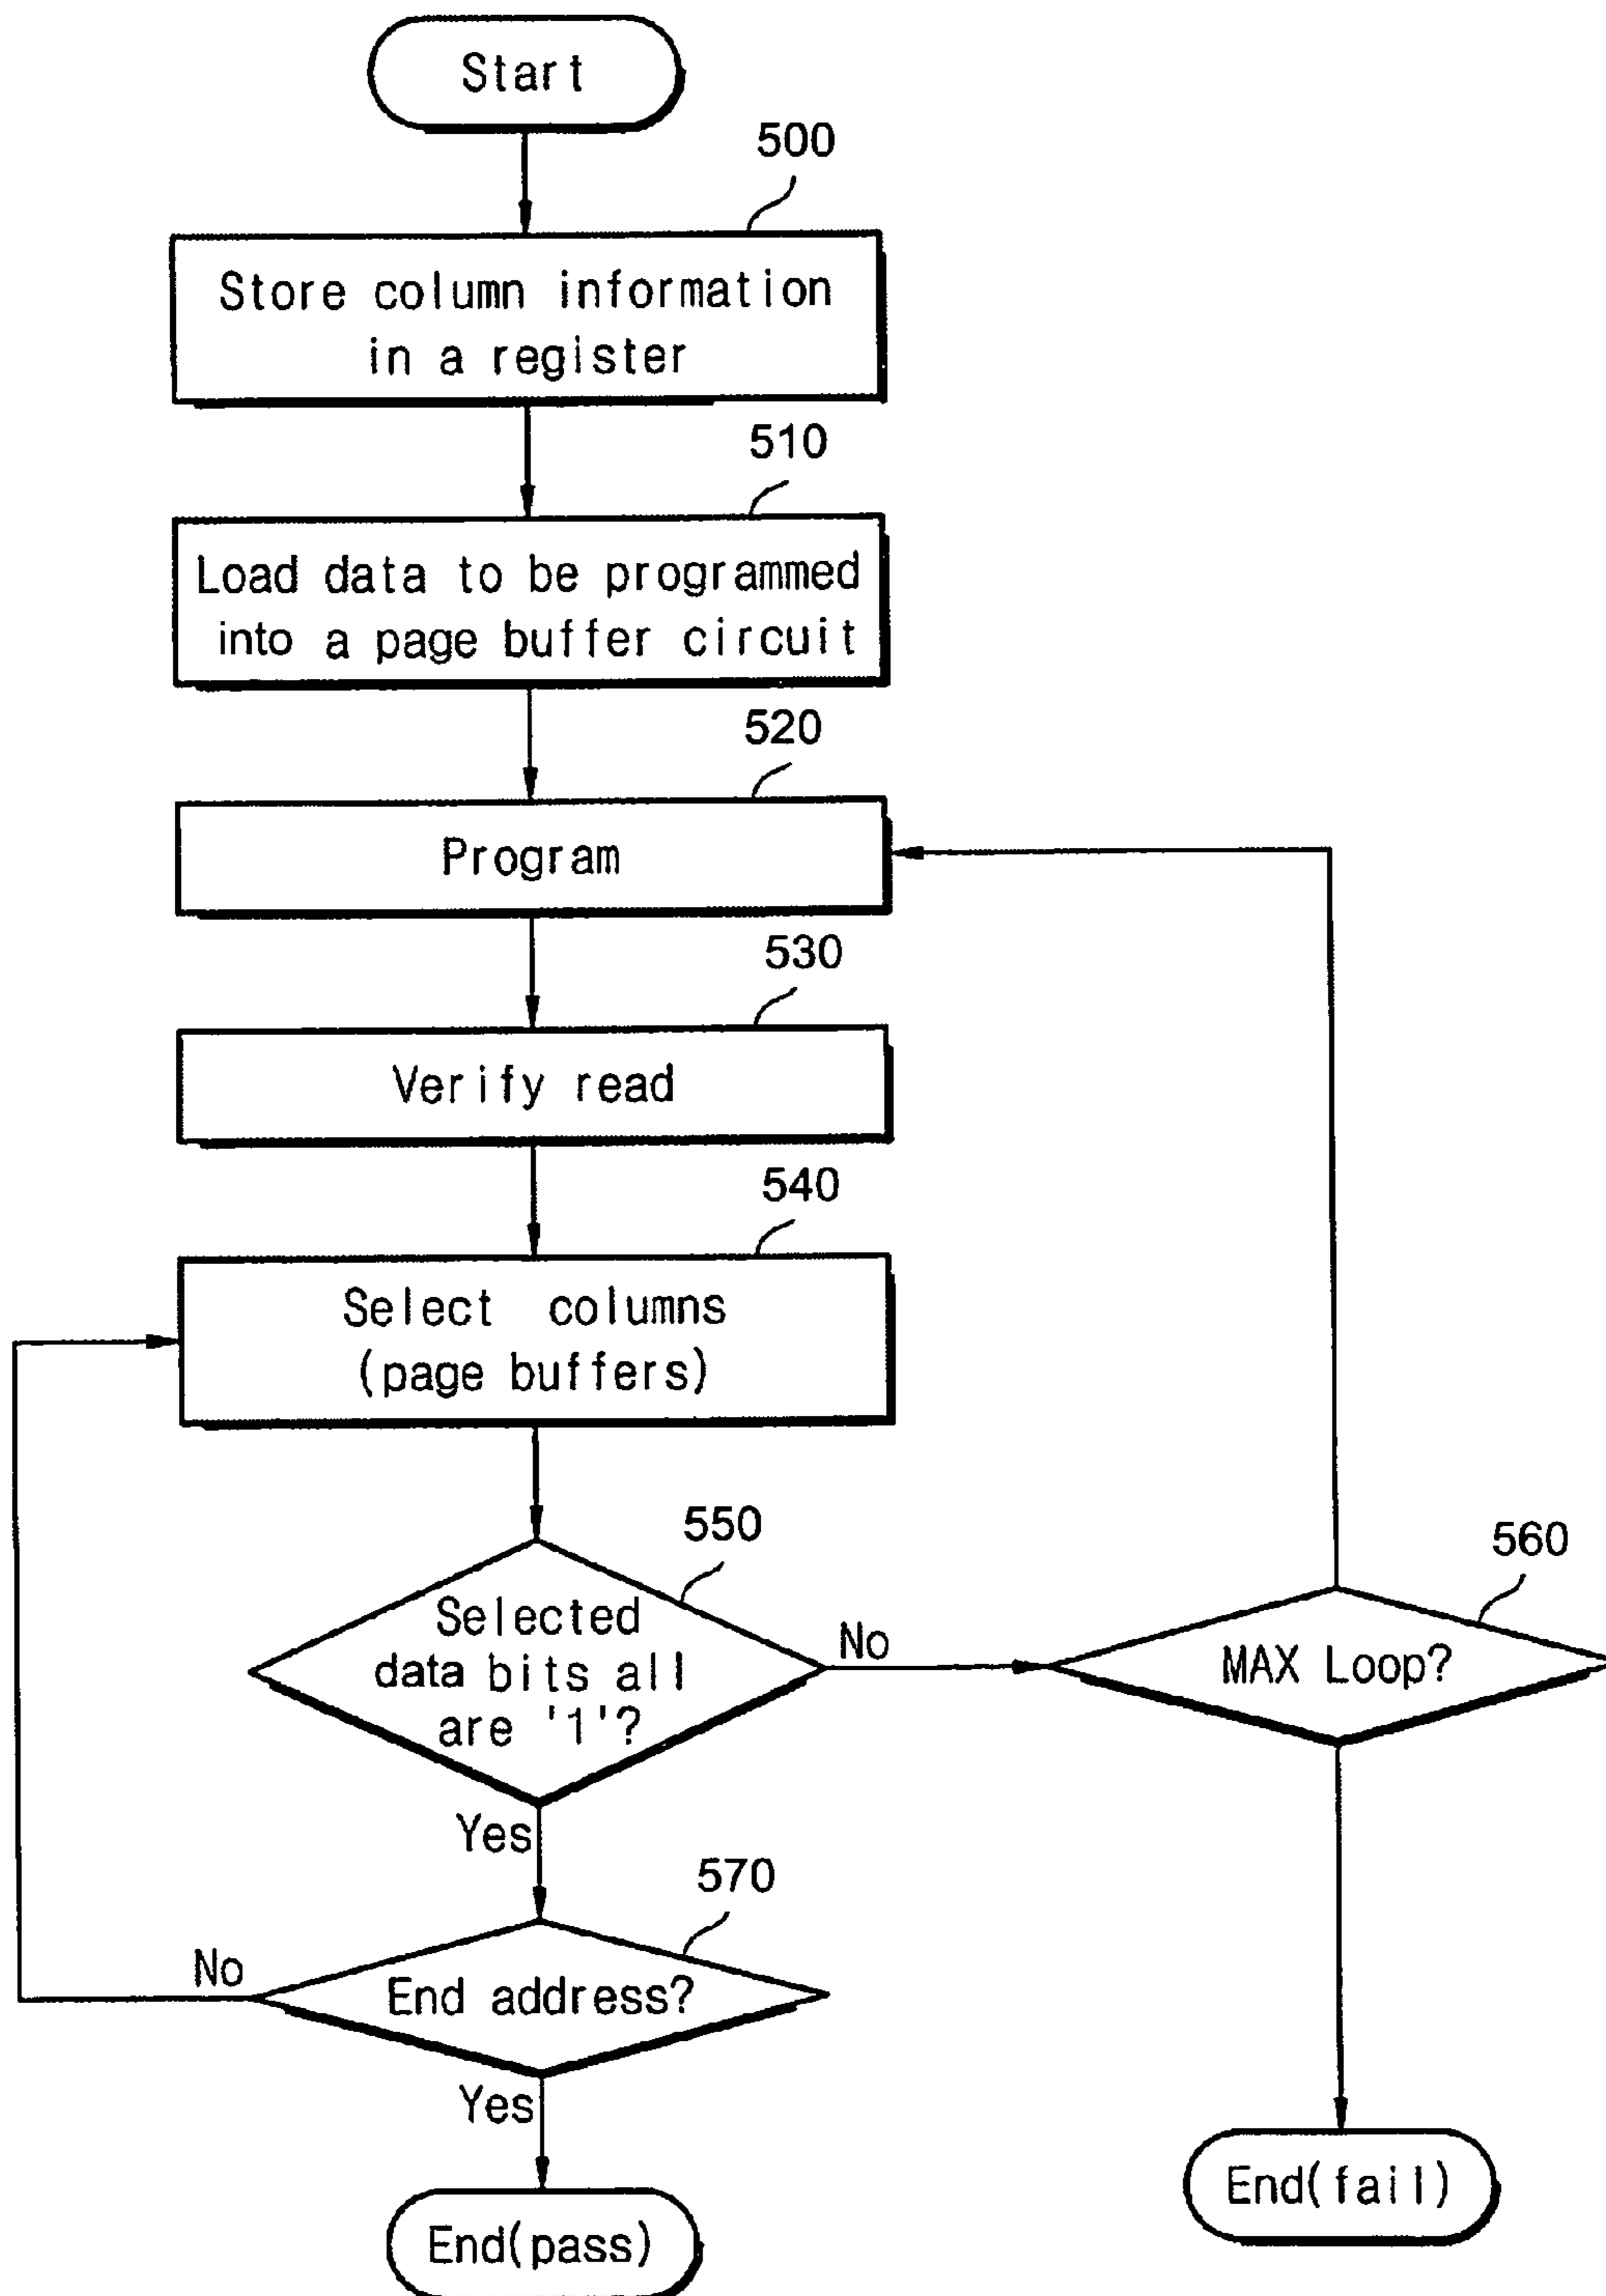 Start
500
Store column information
in a register
510
Load data to be programmed
into a page buffer circuit
520
Program
530
Verify read
540
Select columns
(page buffers)
550
Selected
data bits all
are '1'?
No
560
MAX Loop?
Yes
570
End address?
No
Yes
End(fail)
End(pass)